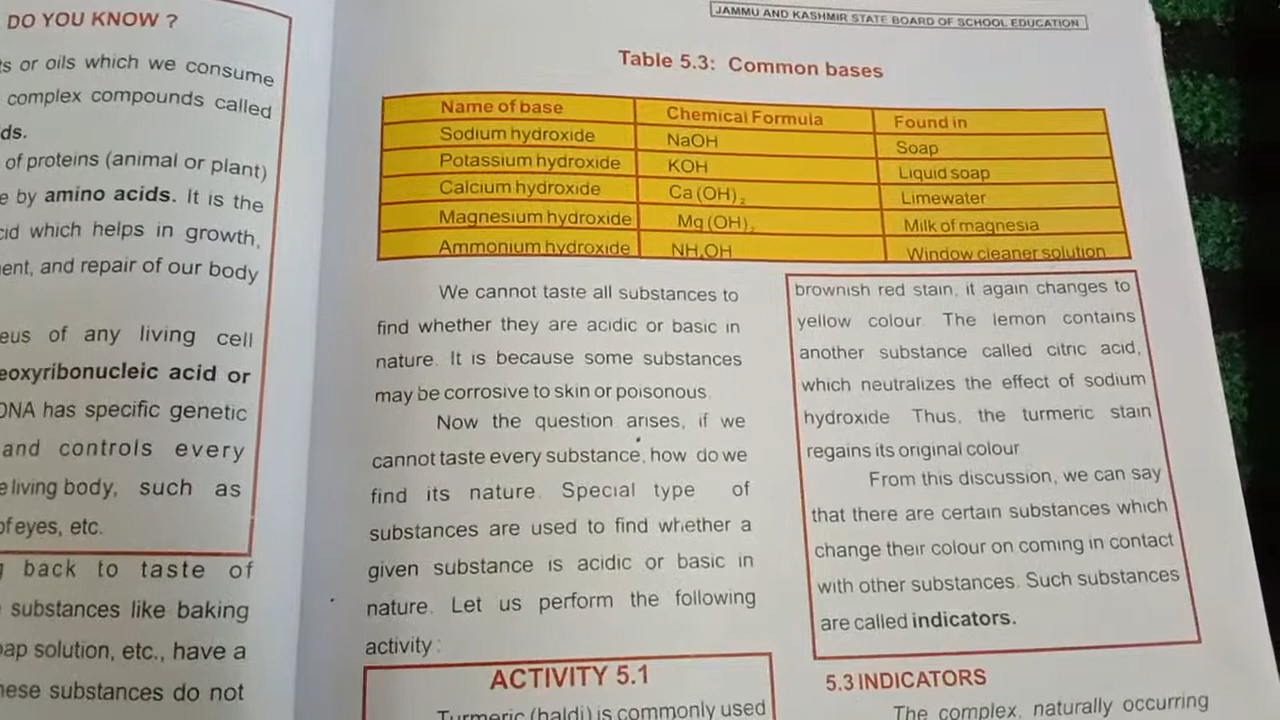 DO YOU KNOW ?
ts or oils which we consume
complex compounds called
ds.
of proteins (animal or plant)
e by amino acids. It is the
cid which helps in growth,
ent, and repair of our body
eus of any living cell
eoxyribonucleic acid or
DNA has specific genetic
and controls every
e living body, such as
of eyes, etc.
g back to taste of
substances like baking
oap solution, etc., have a
hese substances do not
JAMMU AND KASHMIR STATE BOARD OF SCHOOL EDUCATION
Table 5.3: Common bases
Name of base Chemical Formula Found in
Sodium hydroxide NaOH Soap
Potassium hydroxide KOH Liquid soap
Calcium hydroxide Ca (OH)₂ Limewater
Magnesium hydroxide Mg (OH)₂ Milk of magnesia
Ammonium hydroxide NH₄OH Window cleaner solution
We cannot taste all substances to
find whether they are acidic or basic in
nature. It is because some substances
may be corrosive to skin or poisonous.
Now the question arises, if we
cannot taste every substance, how do we
find its nature. Special type of
substances are used to find whether a
given substance is acidic or basic in
nature. Let us perform the following
activity :
ACTIVITY 5.1
Turmeric (haldi) is commonly used
brownish red stain, it again changes to
yellow colour. The lemon contains
another substance called citric acid,
which neutralizes the effect of sodium
hydroxide Thus, the turmeric stain
regains its original colour
From this discussion, we can say
that there are certain substances which
change their colour on coming in contact
with other substances. Such substances
are called indicators.
5.3 INDICATORS
The complex, naturally occurring